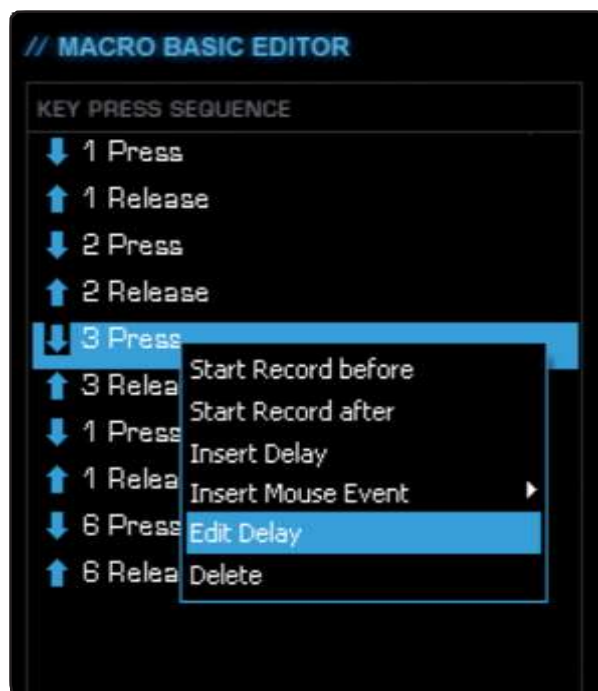 // MACRO BASIC EDITOR
KEY PRESS SEQUENCE
1 Press
1 Release
2 Press
2 Release
3 Press
3 Relea
1 Press
1 Relea
6 Press
6 Relea
Start Record before
Start Record after
Insert Delay
Insert Mouse Event
Edit Delay
Delete